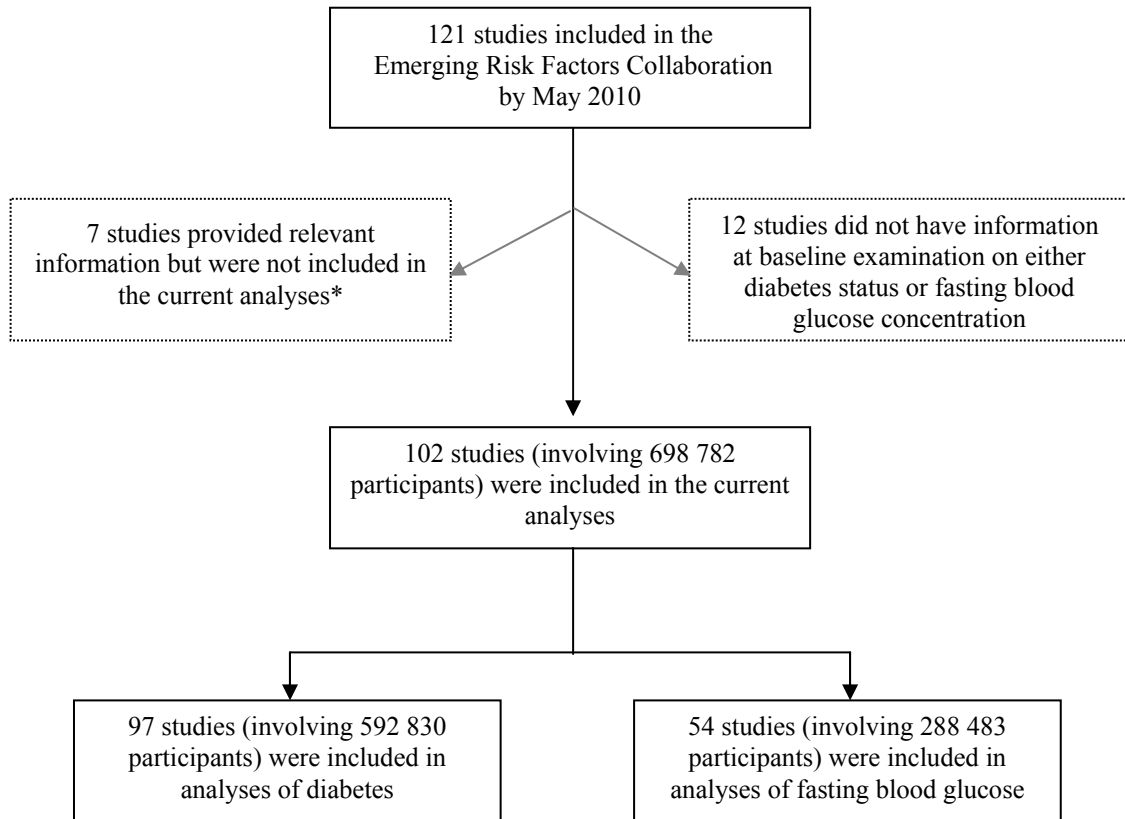 121 studies included in the
Emerging Risk Factors Collaboration
by May 2010
7 studies provided relevant
information but were not included in
the current analyses*
12 studies did not have information
at baseline examination on either
diabetes status or fasting blood
glucose concentration
102 studies (involving 698 782
participants) were included in the current
analyses
97 studies (involving 592 830
participants) were included in
analyses of diabetes
54 studies (involving 288 483
participants) were included in
analyses of fasting blood glucose